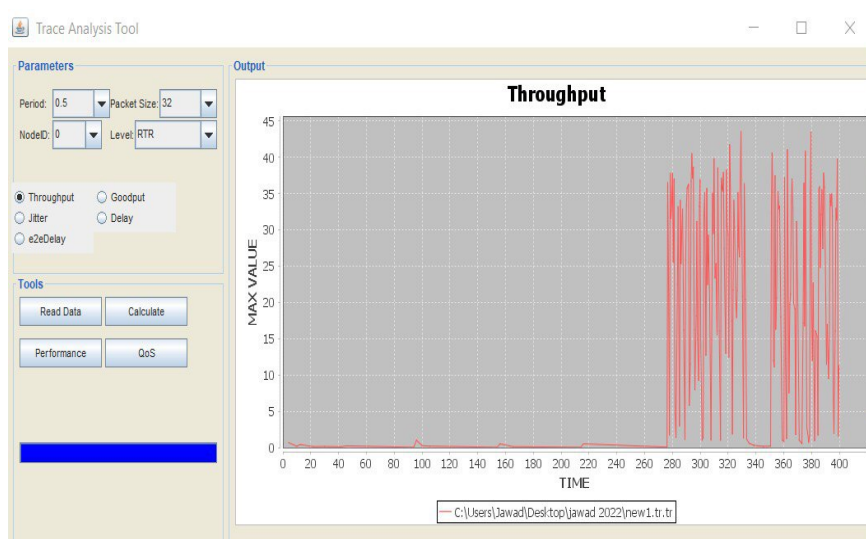 Trace Analysis Tool
Parameters
Period: 0.5 Packet Size: 32
NodeID: 0 Level: RTR
Throughput Goodput
Jitter Delay
e2eDelay
Tools
Read Data Calculate
Performance QoS
Output
Throughput
MAX VALUE
45
40
35
30
25
20
15
10
5
0
0 20 40 60 80 100 120 140 160 180 200 220 240 260 280 300 320 340 360 380 400
TIME
C:\Users\Jawad\Desktop\jawad 2022\new1.tr.tr